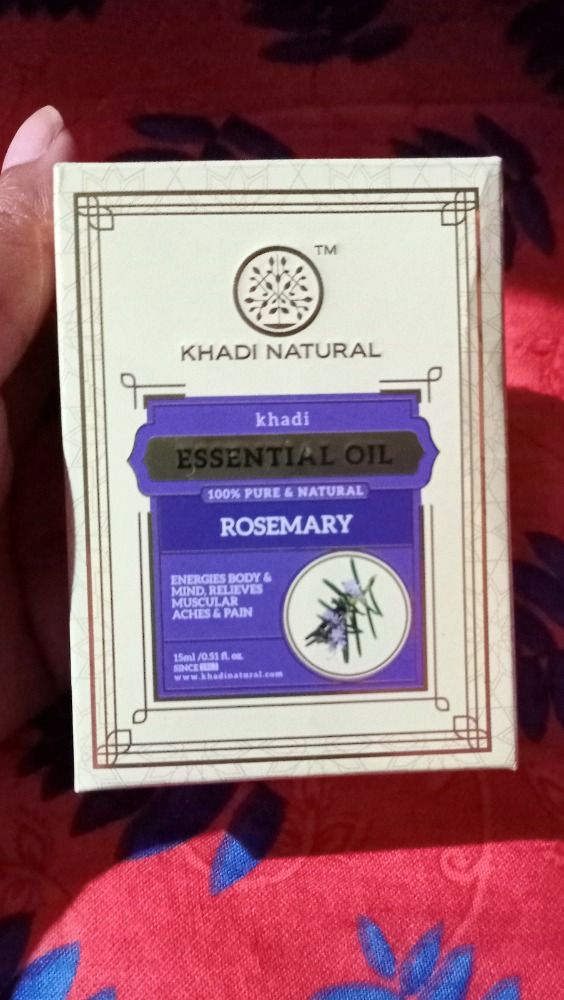 TM
KHADI NATURAL
khadi
ESSENTIAL OIL
100% PURE & NATURAL
ROSEMARY
ENERGIES BODY &
MIND, RELIEVES
MUSCULAR
ACHES & PAIN
15ml /0.51 fl. oz.
SINCE
www.khadinatural.com